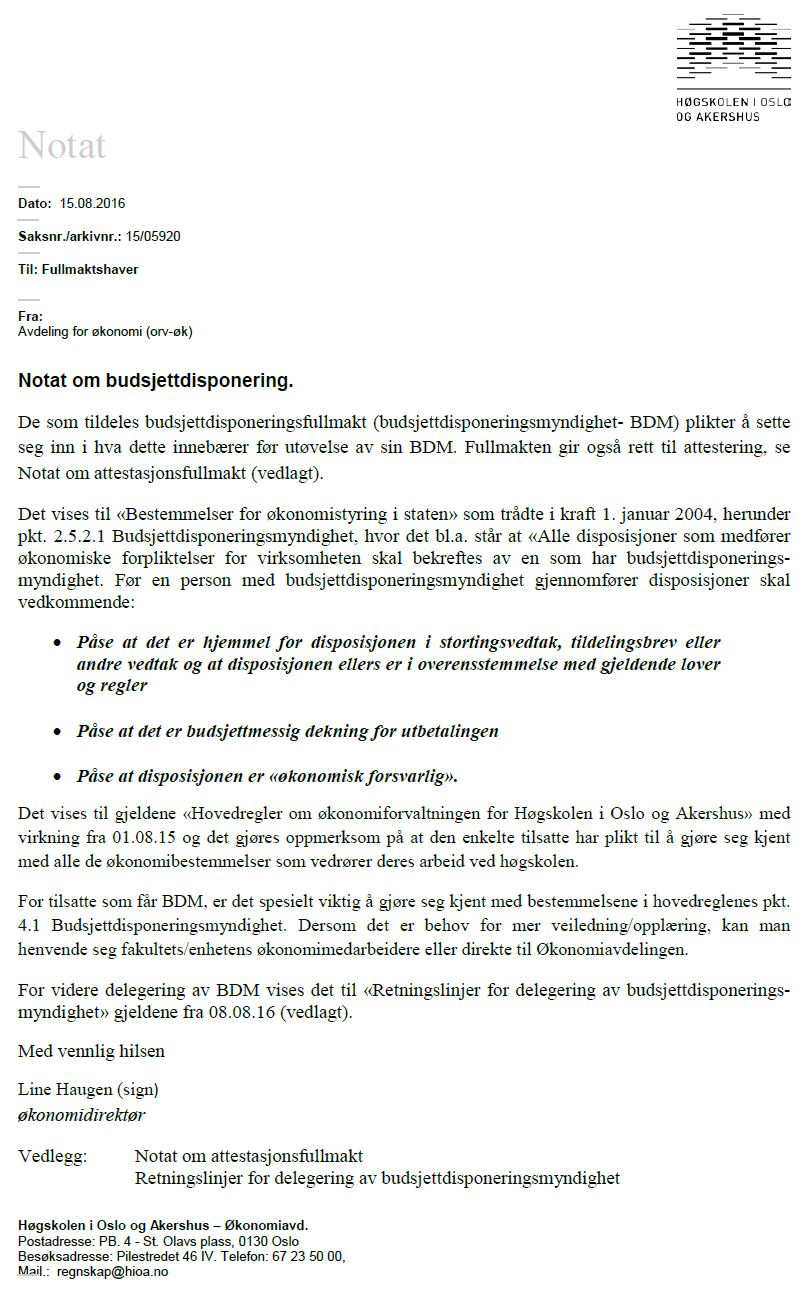 HØGSKOLEN I OSLO
OG AKERSHUS
Notat
Dato: 15.08.2016
Saksnr./arkivnr.: 15/05920
Til: Fullmaktshaver
Fra:
Avdeling for økonomi (orv-øk)
Notat om budsjettdisponering.
De som tildeles budsjettdisponeringsfullmakt (budsjettdisponeringsmyndighet- BDM) plikter å sette
seg inn i hva dette innebærer før utøvelse av sin BDM. Fullmakten gir også rett til attestering, se
Notat om attestasjonsfullmakt (vedlagt).
Det vises til «Bestemmelser for økonomistyring i staten» som trådte i kraft 1. januar 2004, herunder
pkt. 2.5.2.1 Budsjettdisponeringsmyndighet, hvor det bl.a. står at «Alle disposisjoner som medfører
økonomiske forpliktelser for virksomheten skal bekreftes av en som har budsjettdisponerings-
myndighet. Før en person med budsjettdisponeringsmyndighet gjennomfører disposisjoner skal
vedkommende:
• Påse at det er hjemmel for disposisjonen i stortingsvedtak, tildelingsbrev eller
andre vedtak og at disposisjonen ellers er i overensstemmelse med gjeldende lover
og regler
• Påse at det er budsjettmessig dekning for utbetalingen
• Påse at disposisjonen er «økonomisk forsvarlig».
Det vises til gjeldene «Hovedregler om økonomiforvaltningen for Høgskolen i Oslo og Akershus» med
virkning fra 01.08.15 og det gjøres oppmerksom på at den enkelte tilsatte har plikt til å gjøre seg kjent
med alle de økonomibestemmelser som vedrører deres arbeid ved høgskolen.
For tilsatte som får BDM, er det spesielt viktig å gjøre seg kjent med bestemmelsene i hovedreglenes pkt.
4.1 Budsjettdisponeringsmyndighet. Dersom det er behov for mer veiledning/opplæring, kan man
henvende seg fakultets/enhetens økonomimedarbeidere eller direkte til Økonomiavdelingen.
For videre delegering av BDM vises det til «Retningslinjer for delegering av budsjettdisponerings-
myndighet» gjeldene fra 08.08.16 (vedlagt).
Med vennlig hilsen
Line Haugen (sign)
økonomidirektør
Vedlegg: Notat om attestasjonsfullmakt
Retningslinjer for delegering av budsjettdisponeringsmyndighet
Høgskolen i Oslo og Akershus – Økonomiavd.
Postadresse: PB. 4 - St. Olavs plass, 0130 Oslo
Besøksadresse: Pilestredet 46 IV. Telefon: 67 23 50 00,
Mail.: regnskap@hioa.no